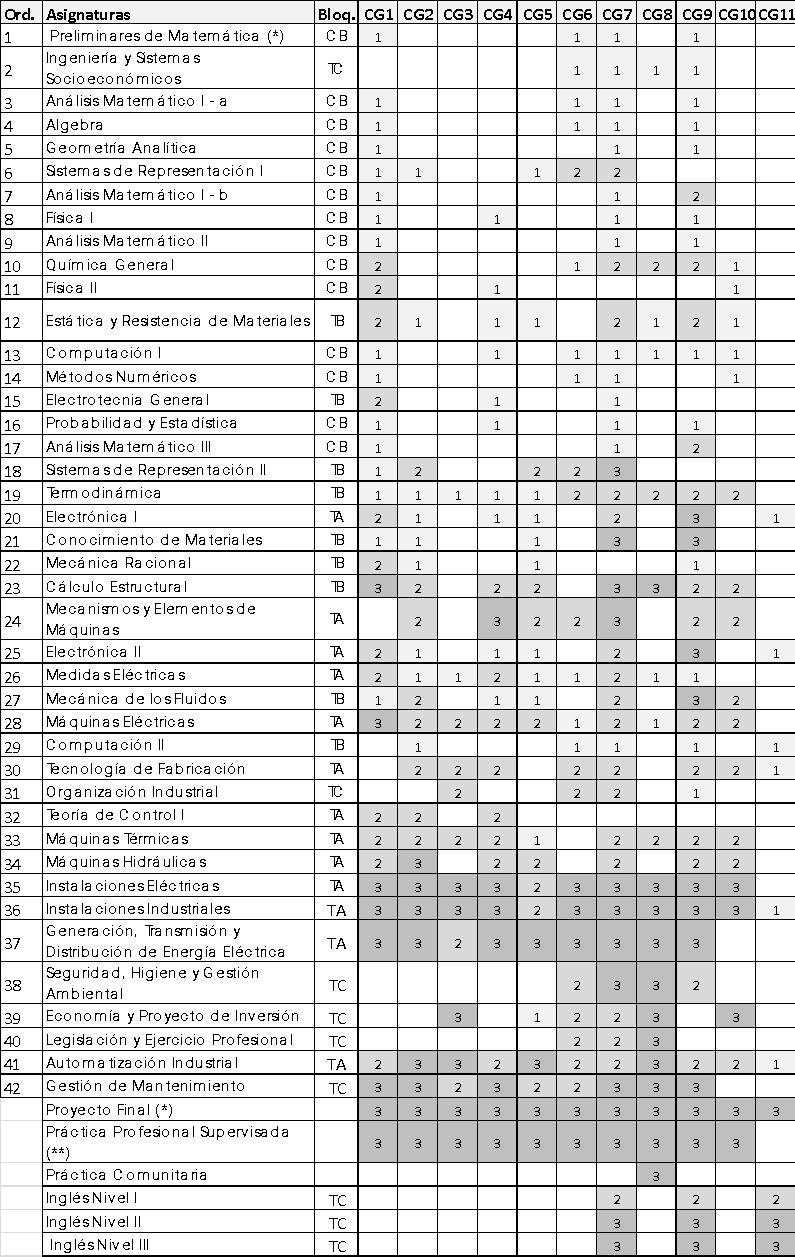 Ord. Asignaturas Bloq. CG1 CG2 CG3 CG4 CG5 CG6 CG7 CG8 CG9 CG10 CG11
1 Preliminares de Matemática (*) CB 1 1 1 1
2 Ingeniería y Sistemas
Socioeconómicos TC 1 1 1 1
3 Análisis Matemático I - a CB 1 1 1 1
4 Algebra CB 1 1 1 1
5 Geometría Analítica CB 1 1 1
6 Sistemas de Representación I CB 1 1 1 2 2
7 Análisis Matemático I - b CB 1 1 2
8 Física I CB 1 1 1 1
9 Análisis Matemático II CB 1 1 1
10 Química General CB 2 1 2 2 2 1
11 Física II CB 2 1 1
12 Estática y Resistencia de Materiales TB 2 1 1 1 2 1 2 1
13 Computación I CB 1 1 1 1 1 1 1
14 Métodos Numéricos CB 1 1 1 1
15 Electrotecnia General TB 2 1 1
16 Probabilidad y Estadística CB 1 1 1 1
17 Análisis Matemático III CB 1 1 2
18 Sistemas de Representación II TB 1 2 2 2 3
19 Termodinámica TB 1 1 1 1 1 2 2 2 2 2
20 Electrónica I TA 2 1 1 1 2 3 1
21 Conocimiento de Materiales TB 1 1 1 3 3
22 Mecánica Racional TB 2 1 1 1
23 Cálculo Estructural TB 3 2 2 2 3 3 2 2
24 Mecanismos y Elementos de
Máquinas TA 2 3 2 2 3 2 2
25 Electrónica II TA 2 1 1 1 2 3 1
26 Medidas Eléctricas TA 2 1 1 2 1 1 2 1 1
27 Mecánica de los Fluidos TB 1 2 1 1 2 3 2
28 Máquinas Eléctricas TA 3 2 2 2 2 1 2 1 2 2
29 Computación II TB 1 1 1 1 1
30 Tecnología de Fabricación TA 2 2 2 2 2 2 2 1
31 Organización Industrial TC 2 2 2 1
32 Teoría de Control I TA 2 2 2
33 Máquinas Térmicas TA 2 2 2 2 1 2 2 2 2
34 Máquinas Hidráulicas TA 2 3 2 2 2 2 2
35 Instalaciones Eléctricas TA 3 3 3 3 2 3 3 3 3 3
36 Instalaciones Industriales TA 3 3 3 3 2 3 3 3 3 3 1
37 Generación, Transmisión y
Distribución de Energía Eléctrica TA 3 3 2 3 3 3 3 3 3
38 Seguridad, Higiene y Gestión
Ambiental TC 2 3 3 2
39 Economía y Proyecto de Inversión TC 3 1 2 2 3 3
40 Legislación y Ejercicio Profesional TC 2 2 3
41 Automatización Industrial TA 2 3 3 2 3 2 2 3 2 2 1
42 Gestión de Mantenimiento TC 3 3 2 3 2 2 3 3 3
Proyecto Final (*) 3 3 3 3 3 3 3 3 3 3 3
Práctica Profesional Supervisada
(**) 3 3 3 3 3 3 3 3 3 3
Práctica Comunitaria 3
Inglés Nivel I TC 2 2 2
Inglés Nivel II TC 3 3 3
Inglés Nivel III TC 3 3 3